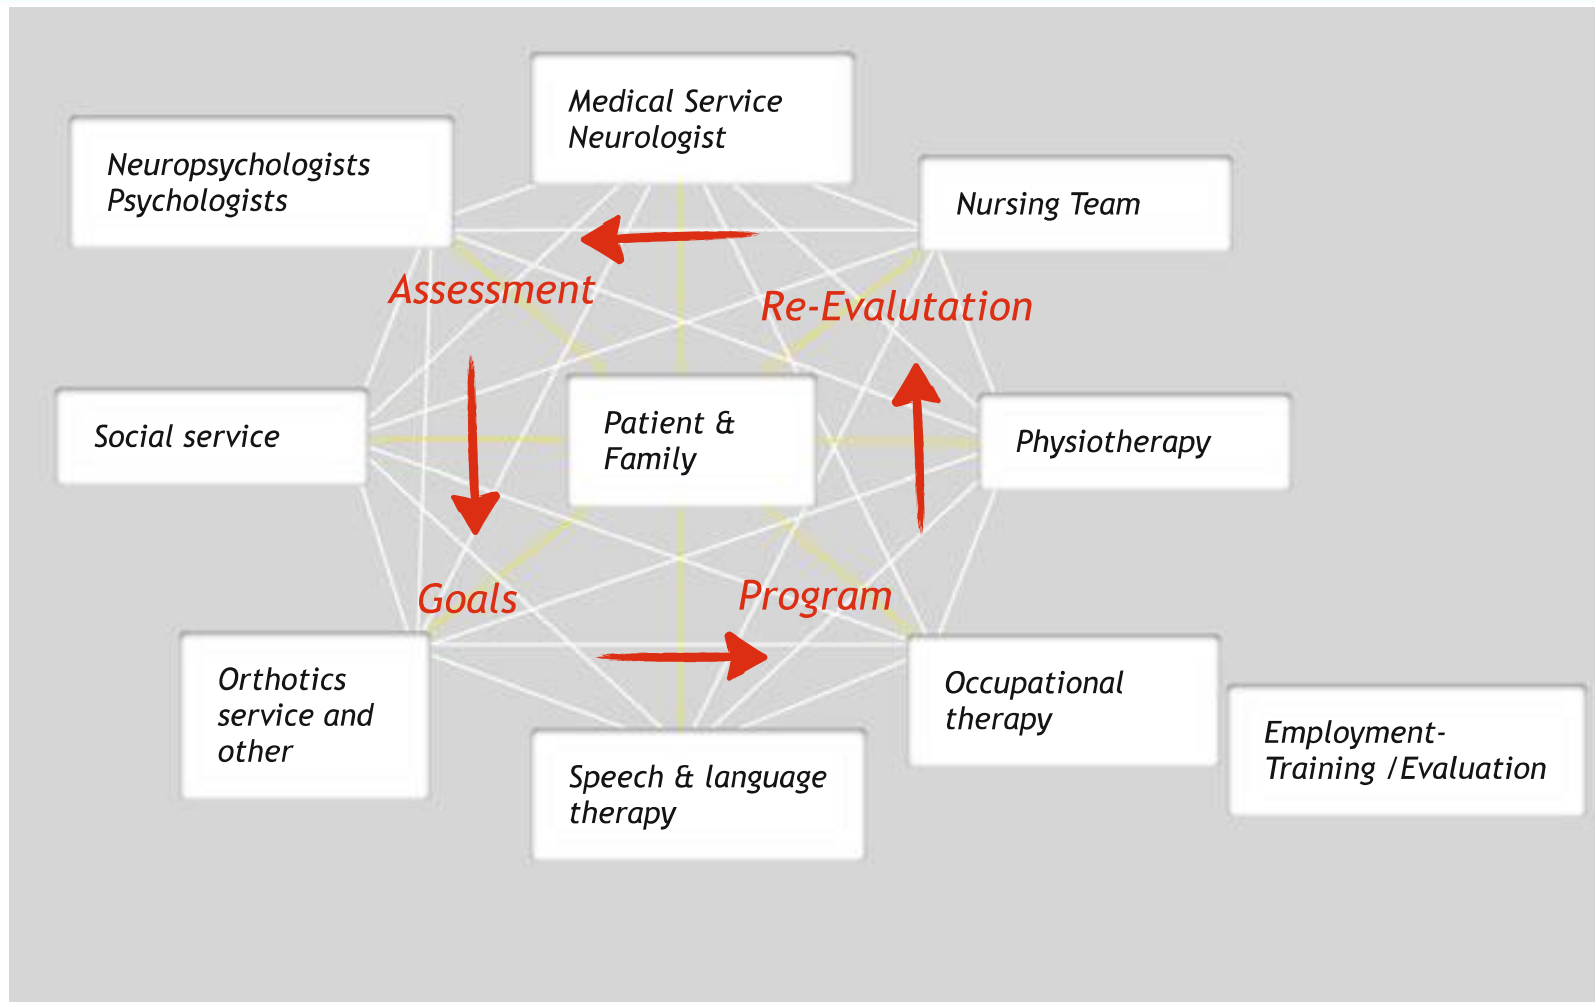 Medical Service
Neurologist
Neuropsychologists
Psychologists
Nursing Team
Assessment
Re-Evalutation
Patient &
Family
Social service
Physiotherapy
Goals
Program
Orthotics
service and
other
Occupational
therapy
Employment-
Training /Evaluation
Speech & language
therapy